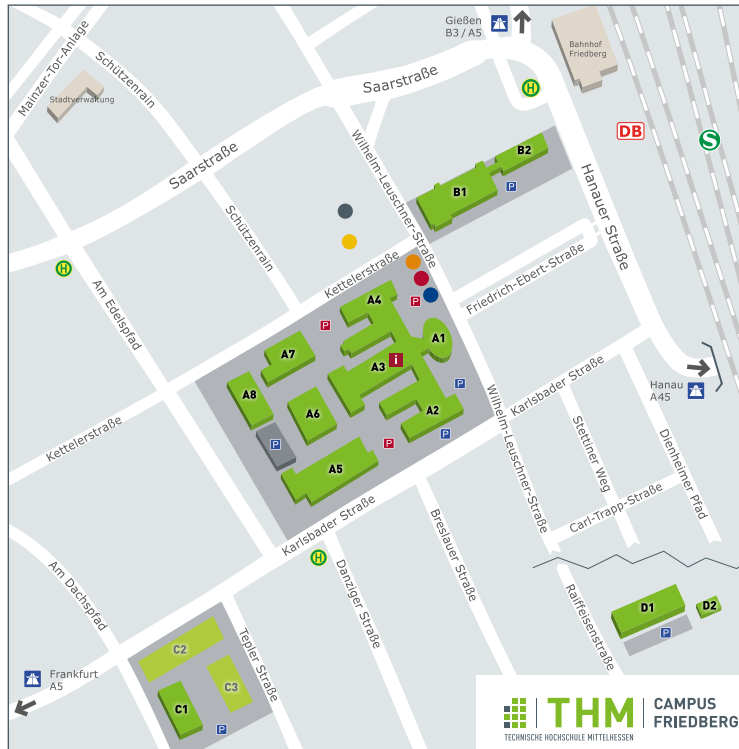 Gießen
B3 / A5
Bahnhof
Friedberg
Mainzer-Tor-Anlage
Schützenrain
Stadtverwaltung
Saarstraße
Saarstraße
H
DB
S
Wilhelm-Leuschner-Straße
B2
B1
P
Hanauer Straße
Schützenrain
H
Am Edelspfad
Kettelerstraße
Friedrich-Ebert-Straße
A4
P
P
A1
A7
A3
i
A8
A6
A2
P
P
P
P
A5
Hanau
A45
Karlsbader Straße
Wilhelm-Leuschner-Straße
Stettiner Weg
Dienheimer Pfad
Carl-Trapp-Straße
Kettelerstraße
Karlsbader Straße
H
Breslauer Straße
Danziger Straße
Am Dachspfad
Tepler Straße
Raiffeisenstraße
D1
D2
P
C2
C3
C1
P
Frankfurt
A5
THM
CAMPUS
FRIEDBERG
TECHNISCHE HOCHSCHULE MITTELHESSEN